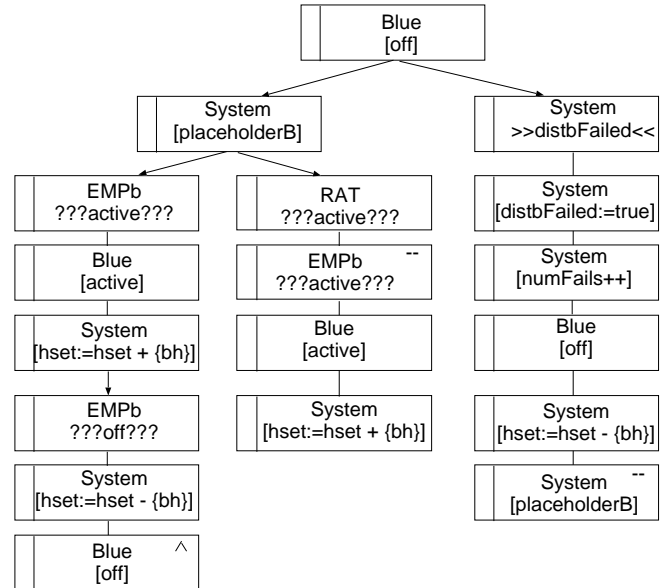 Blue
[off]
System
[placeholderB]
System
>>distbFailed<<
EMPb
???active???
RAT
???active???
System
[distbFailed:=true]
Blue
[active]
EMPb --
???active???
System
[numFails++]
System
[hset:=hset + {bh}]
Blue
[active]
Blue
[off]
EMPb
???off???
System
[hset:=hset + {bh}]
System
[hset:=hset - {bh}]
System
[hset:=hset - {bh}]
System --
[placeholderB]
Blue ^
[off]